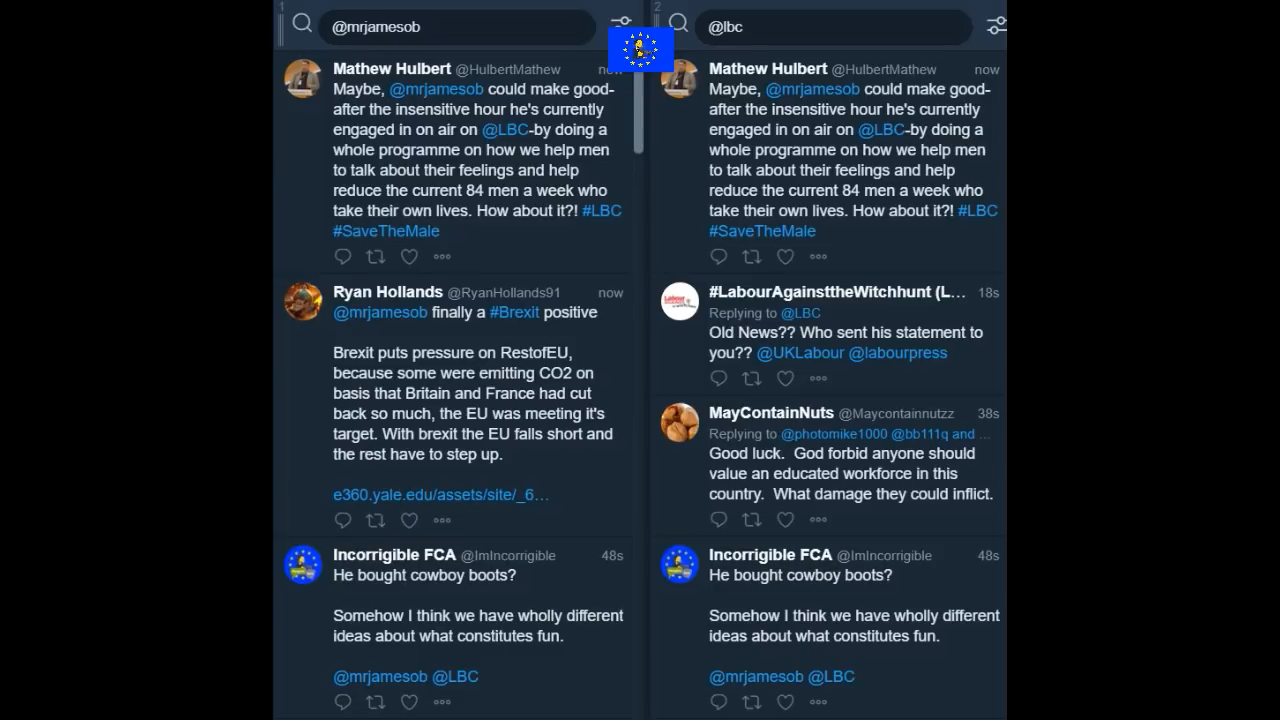 1
@mrjamesob
Mathew Hulbert @HulbertMathew now
Maybe, @mrjamesob could make good-
after the insensitive hour he's currently
engaged in on air on @LBC-by doing a
whole programme on how we help men
to talk about their feelings and help
reduce the current 84 men a week who
take their own lives. How about it?! #LBC
#SaveTheMale
Ryan Hollands @RyanHollands91 now
@mrjamesob finally a #Brexit positive
Brexit puts pressure on RestofEU,
because some were emitting CO2 on
basis that Britain and France had cut
back so much, the EU was meeting it's
target. With brexit the EU falls short and
the rest have to step up.
e360.yale.edu/assets/site/_6…
Incorrigible FCA @ImIncorrigible 48s
He bought cowboy boots?
Somehow I think we have wholly different
ideas about what constitutes fun.
@mrjamesob @LBC
2
@lbc
Mathew Hulbert @HulbertMathew now
Maybe, @mrjamesob could make good-
after the insensitive hour he's currently
engaged in on air on @LBC-by doing a
whole programme on how we help men
to talk about their feelings and help
reduce the current 84 men a week who
take their own lives. How about it?! #LBC
#SaveTheMale
#LabourAgainsttheWitchhunt (L… 18s
Replying to @LBC
Old News?? Who sent his statement to
you?? @UKLabour @labourpress
MayContainNuts @Maycontainnutzz 38s
Replying to @photomike1000 @bb111q and …
Good luck. God forbid anyone should
value an educated workforce in this
country. What damage they could inflict.
Incorrigible FCA @ImIncorrigible 48s
He bought cowboy boots?
Somehow I think we have wholly different
ideas about what constitutes fun.
@mrjamesob @LBC